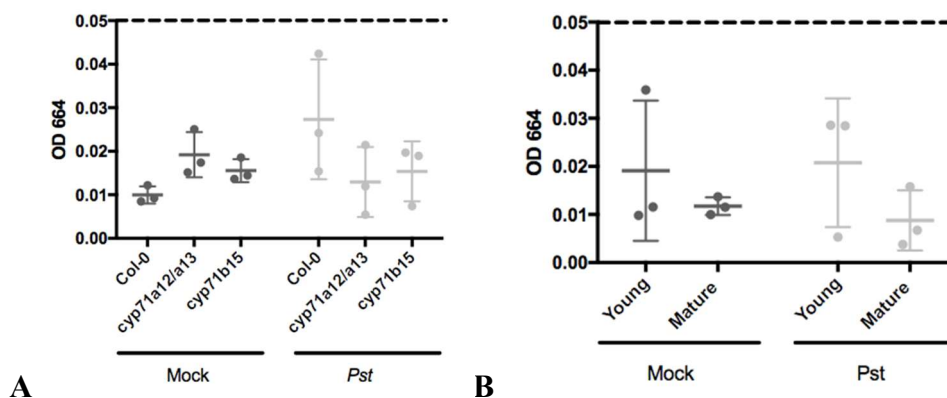 OD 664
0.05
0.04
0.03
0.02
0.01
0.00
Col-0
cyp71a12/a13
cyp71b15
Col-0
cyp71a12/a13
cyp71b15
Mock
Pst
A
OD 664
0.05
0.04
0.03
0.02
0.01
0.00
Young
Mature
Young
Mature
Mock
Pst
B